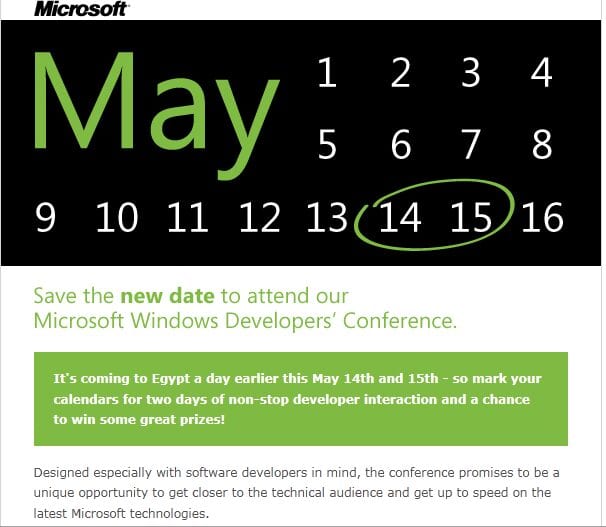 Microsoft
May
1 2 3 4
5 6 7 8
9 10 11 12 13 14 15 16
Save the new date to attend our
Microsoft Windows Developers’ Conference.
It's coming to Egypt a day earlier this May 14th and 15th - so mark your
calendars for two days of non-stop developer interaction and a chance
to win some great prizes!
Designed especially with software developers in mind, the conference promises to be a
unique opportunity to get closer to the technical audience and get up to speed on the
latest Microsoft technologies.